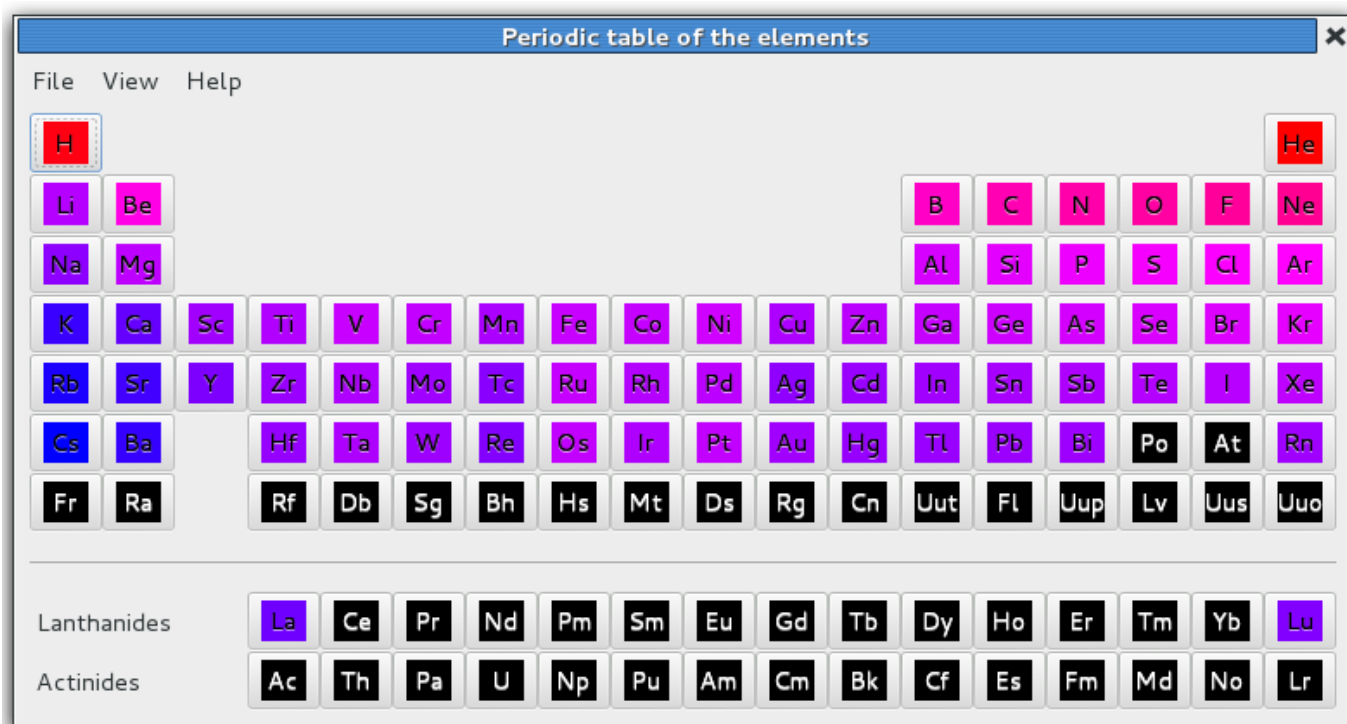 Periodic table of the elements
File View Help
H He
Li Be B C N O F Ne
Na Mg Al Si P S Cl Ar
K Ca Sc Ti V Cr Mn Fe Co Ni Cu Zn Ga Ge As Se Br Kr
Rb Sr Y Zr Nb Mo Tc Ru Rh Pd Ag Cd In Sn Sb Te I Xe
Cs Ba Hf Ta W Re Os Ir Pt Au Hg Tl Pb Bi Po At Rn
Fr Ra Rf Db Sg Bh Hs Mt Ds Rg Cn Uut Fl Uup Lv Uus Uuo
Lanthanides La Ce Pr Nd Pm Sm Eu Gd Tb Dy Ho Er Tm Yb Lu
Actinides Ac Th Pa U Np Pu Am Cm Bk Cf Es Fm Md No Lr